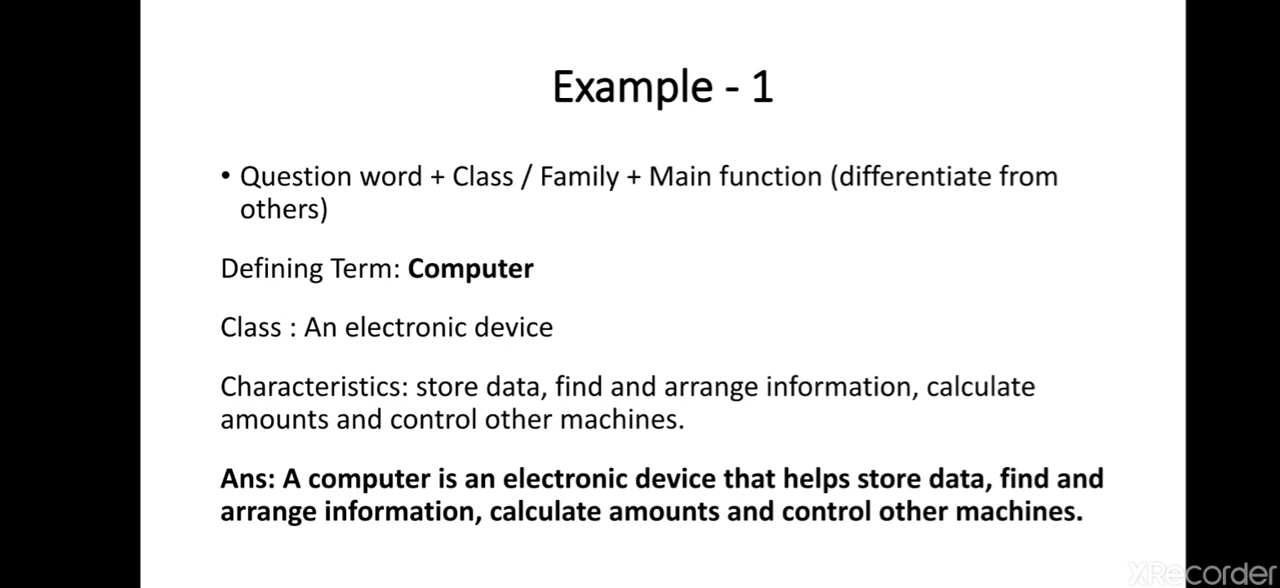 Example - 1
• Question word + Class / Family + Main function (differentiate from
others)
Defining Term: Computer
Class : An electronic device
Characteristics: store data, find and arrange information, calculate
amounts and control other machines.
Ans: A computer is an electronic device that helps store data, find and
arrange information, calculate amounts and control other machines.
XRecorder